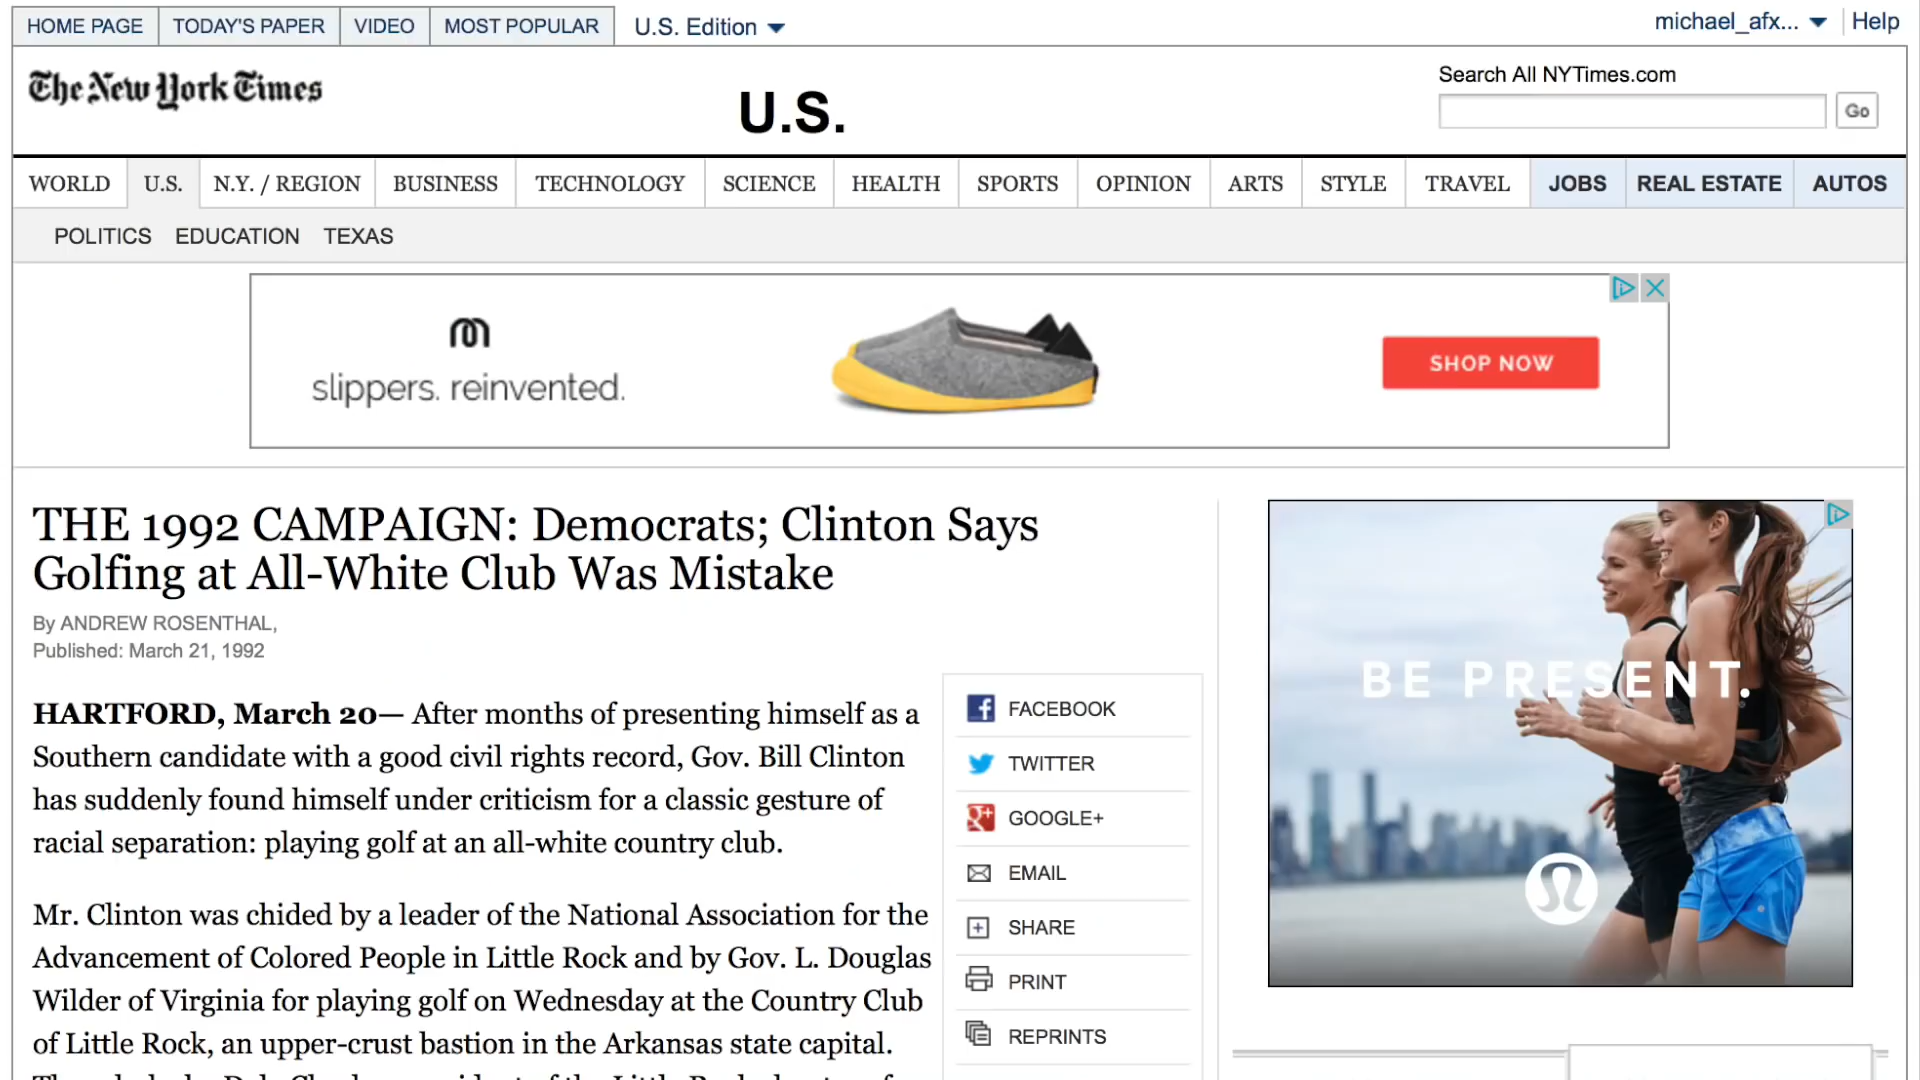 HOME PAGE TODAY'S PAPER VIDEO MOST POPULAR U.S. Edition michael_afx... Help
The New York Times
U.S.
Search All NYTimes.com
Go
WORLD U.S. N.Y. / REGION BUSINESS TECHNOLOGY SCIENCE HEALTH SPORTS OPINION ARTS STYLE TRAVEL JOBS REAL ESTATE AUTOS
POLITICS EDUCATION TEXAS
slippers. reinvented.
SHOP NOW
THE 1992 CAMPAIGN: Democrats; Clinton Says
Golfing at All-White Club Was Mistake
By ANDREW ROSENTHAL,
Published: March 21, 1992
HARTFORD, March 20— After months of presenting himself as a
Southern candidate with a good civil rights record, Gov. Bill Clinton
has suddenly found himself under criticism for a classic gesture of
racial separation: playing golf at an all-white country club.
Mr. Clinton was chided by a leader of the National Association for the
Advancement of Colored People in Little Rock and by Gov. L. Douglas
Wilder of Virginia for playing golf on Wednesday at the Country Club
of Little Rock, an upper-crust bastion in the Arkansas state capital.
FACEBOOK
TWITTER
GOOGLE+
EMAIL
SHARE
PRINT
REPRINTS
BE PRESENT.